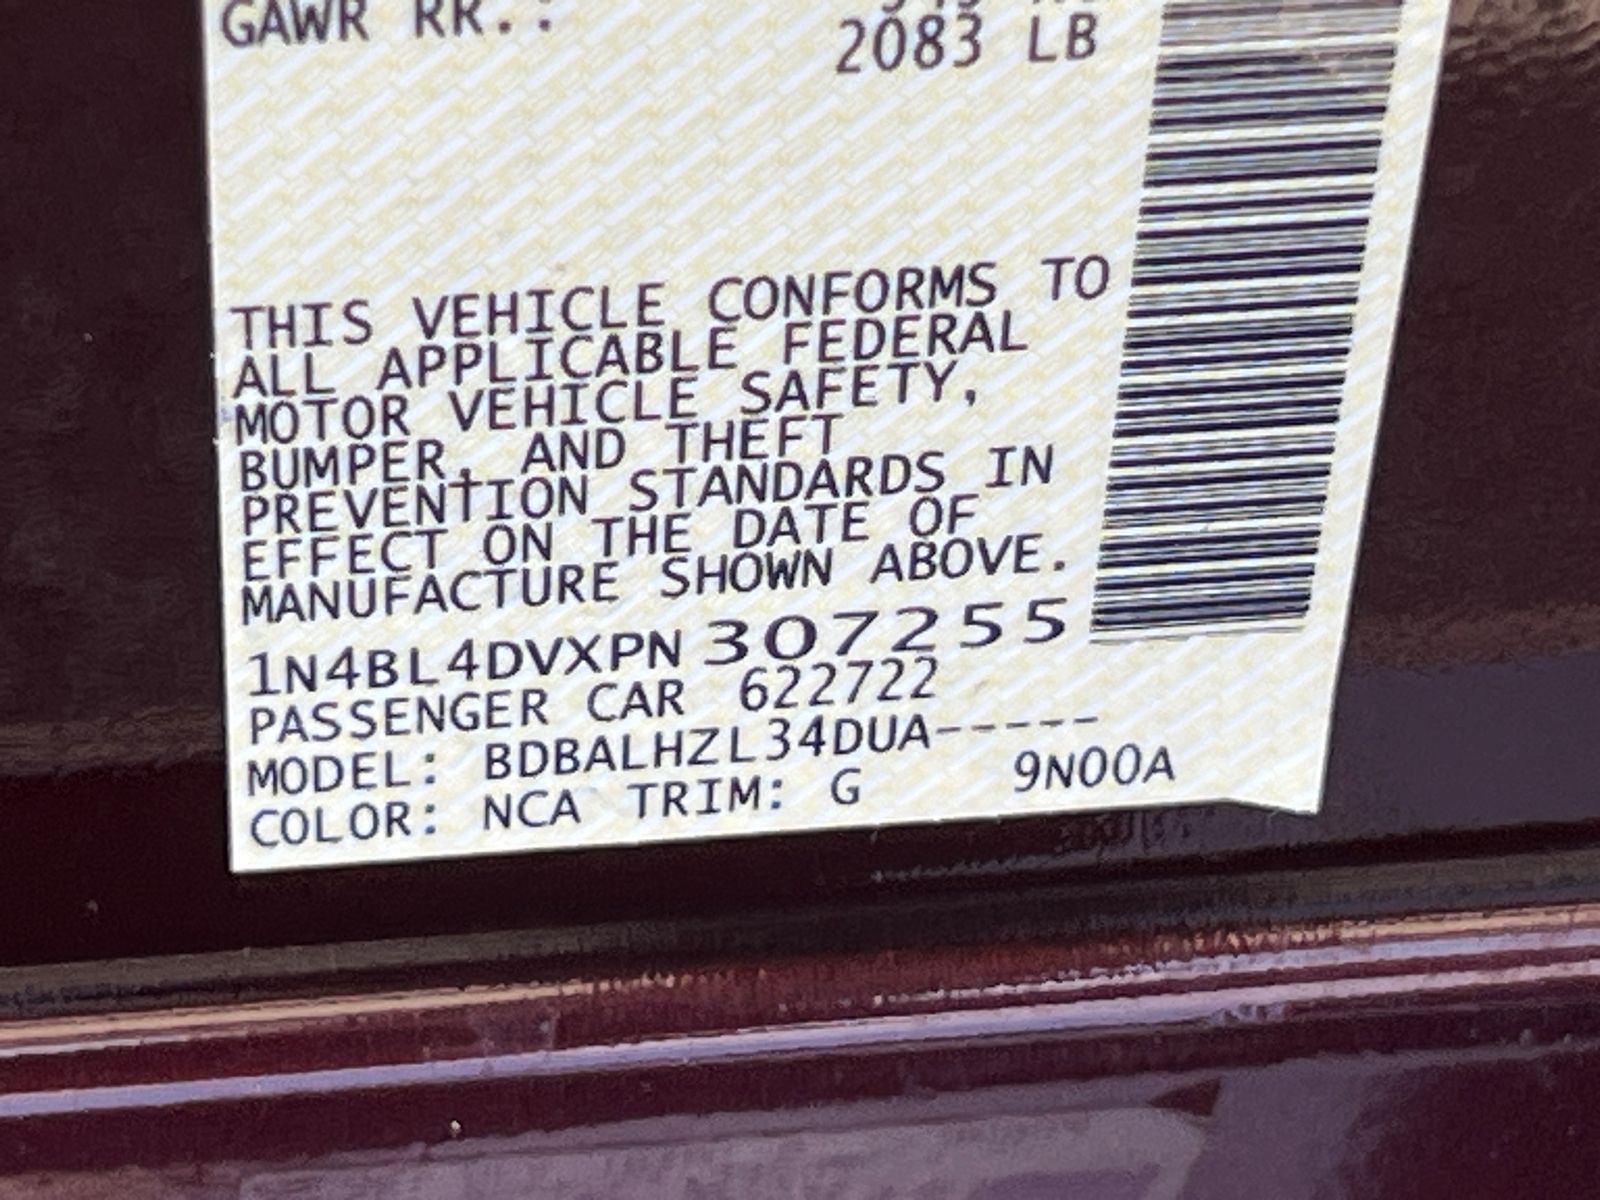 GAWR RR.:
2083 LB
THIS VEHICLE CONFORMS TO
ALL APPLICABLE FEDERAL
MOTOR VEHICLE SAFETY,
BUMPER, AND THEFT
PREVENTION STANDARDS IN
EFFECT ON THE DATE OF
MANUFACTURE SHOWN ABOVE.
1N4BL4DVXPN 307255
PASSENGER CAR 622722
MODEL: BDBALHZL34DUA-----
COLOR: NCA TRIM: G 9N00A